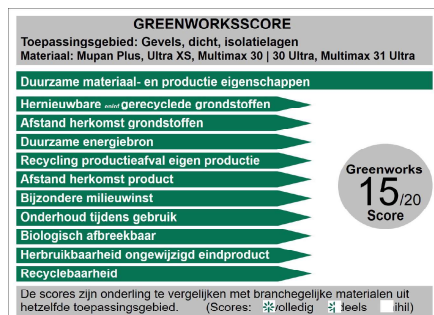 GREENWORKSSCORE
Toepassingsgebied: Gevels, dicht, isolatielagen
Materiaal: Mupan Plus, Ultra XS, Multimax 30 | 30 Ultra, Multimax 31 Ultra
Duurzame materiaal- en productie eigenschappen
Hernieuwbare en/of gerecyclede grondstoffen
Afstand herkomst grondstoffen
Duurzame energiebron
Recycling productieafval eigen productie
Afstand herkomst product
Bijzondere milieuwinst
Onderhoud tijdens gebruik
Biologisch afbreekbaar
Herbruikbaarheid ongewijzigd eindproduct
Recyclebaarheid
Greenworks
15/20
Score
De scores zijn onderling te vergelijken met branchegelijke materialen uit
hetzelfde toepassingsgebied. (Scores: volledig deels ihil)